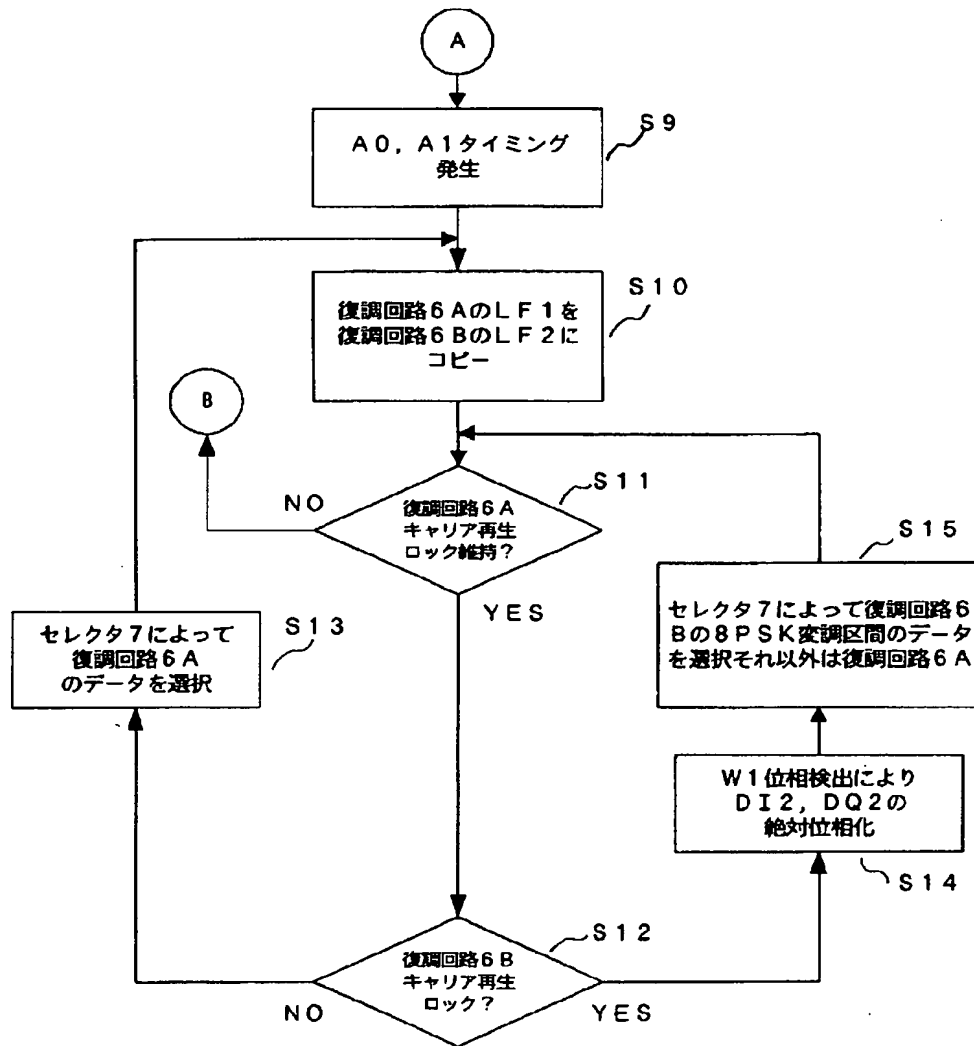 A
S9
A0，A1タイミング
発生
S10
復調回路6AのLF1を
復調回路6BのLF2に
コピー
B
S11
NO
復調回路6A
キャリア再生
ロック維持？
YES
S15
セレクタ7によって復調回路6
Bの8PSK変調区間のデータ
を選択それ以外は復調回路6A
セレクタ7によって
復調回路6A
のデータを選択
S13
W1位相検出により
DI2，DQ2の
絶対位相化
S14
S12
復調回路6B
キャリア再生
ロック？
NO
YES